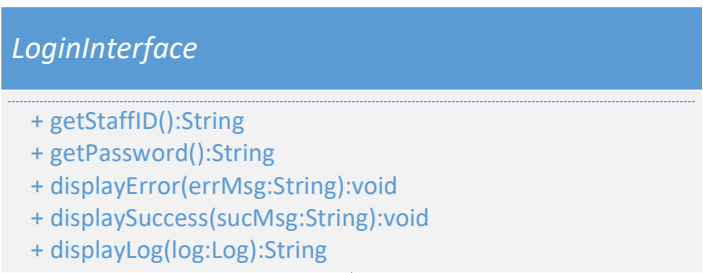 LoginInterface
+ getStaffID():String
+ getPassword():String
+ displayError(errMsg:String):void
+ displaySuccess(sucMsg:String):void
+ displayLog(log:Log):String